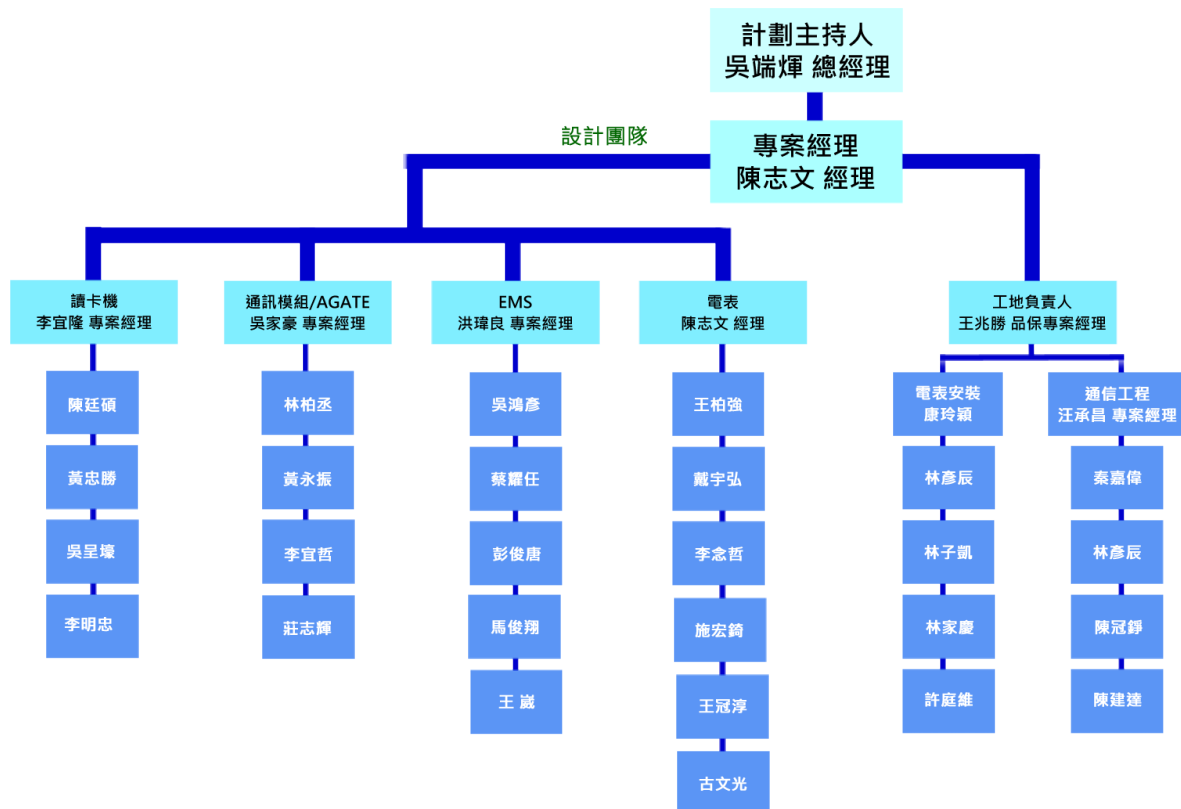 計劃主持人
吳端煇 總經理
設計團隊
專案經理
陳志文 經理
讀卡機
李宜隆 專案經理
陳廷碩
黃忠勝
吳呈壕
李明忠
通訊模組/AGATE
吳家豪 專案經理
林柏丞
黃永振
李宜哲
莊志輝
EMS
洪瑋良 專案經理
吳鴻彥
蔡耀任
彭俊唐
馬俊翔
王 崴
電表
陳志文 經理
王柏強
戴宇弘
李念哲
施宏錡
王冠淳
古文光
工地負責人
王兆勝 品保專案經理
電表安裝
康玲穎
林彥辰
林子凱
林家慶
許庭維
通信工程
汪承昌 專案經理
秦嘉偉
林彥辰
陳冠錚
陳建達